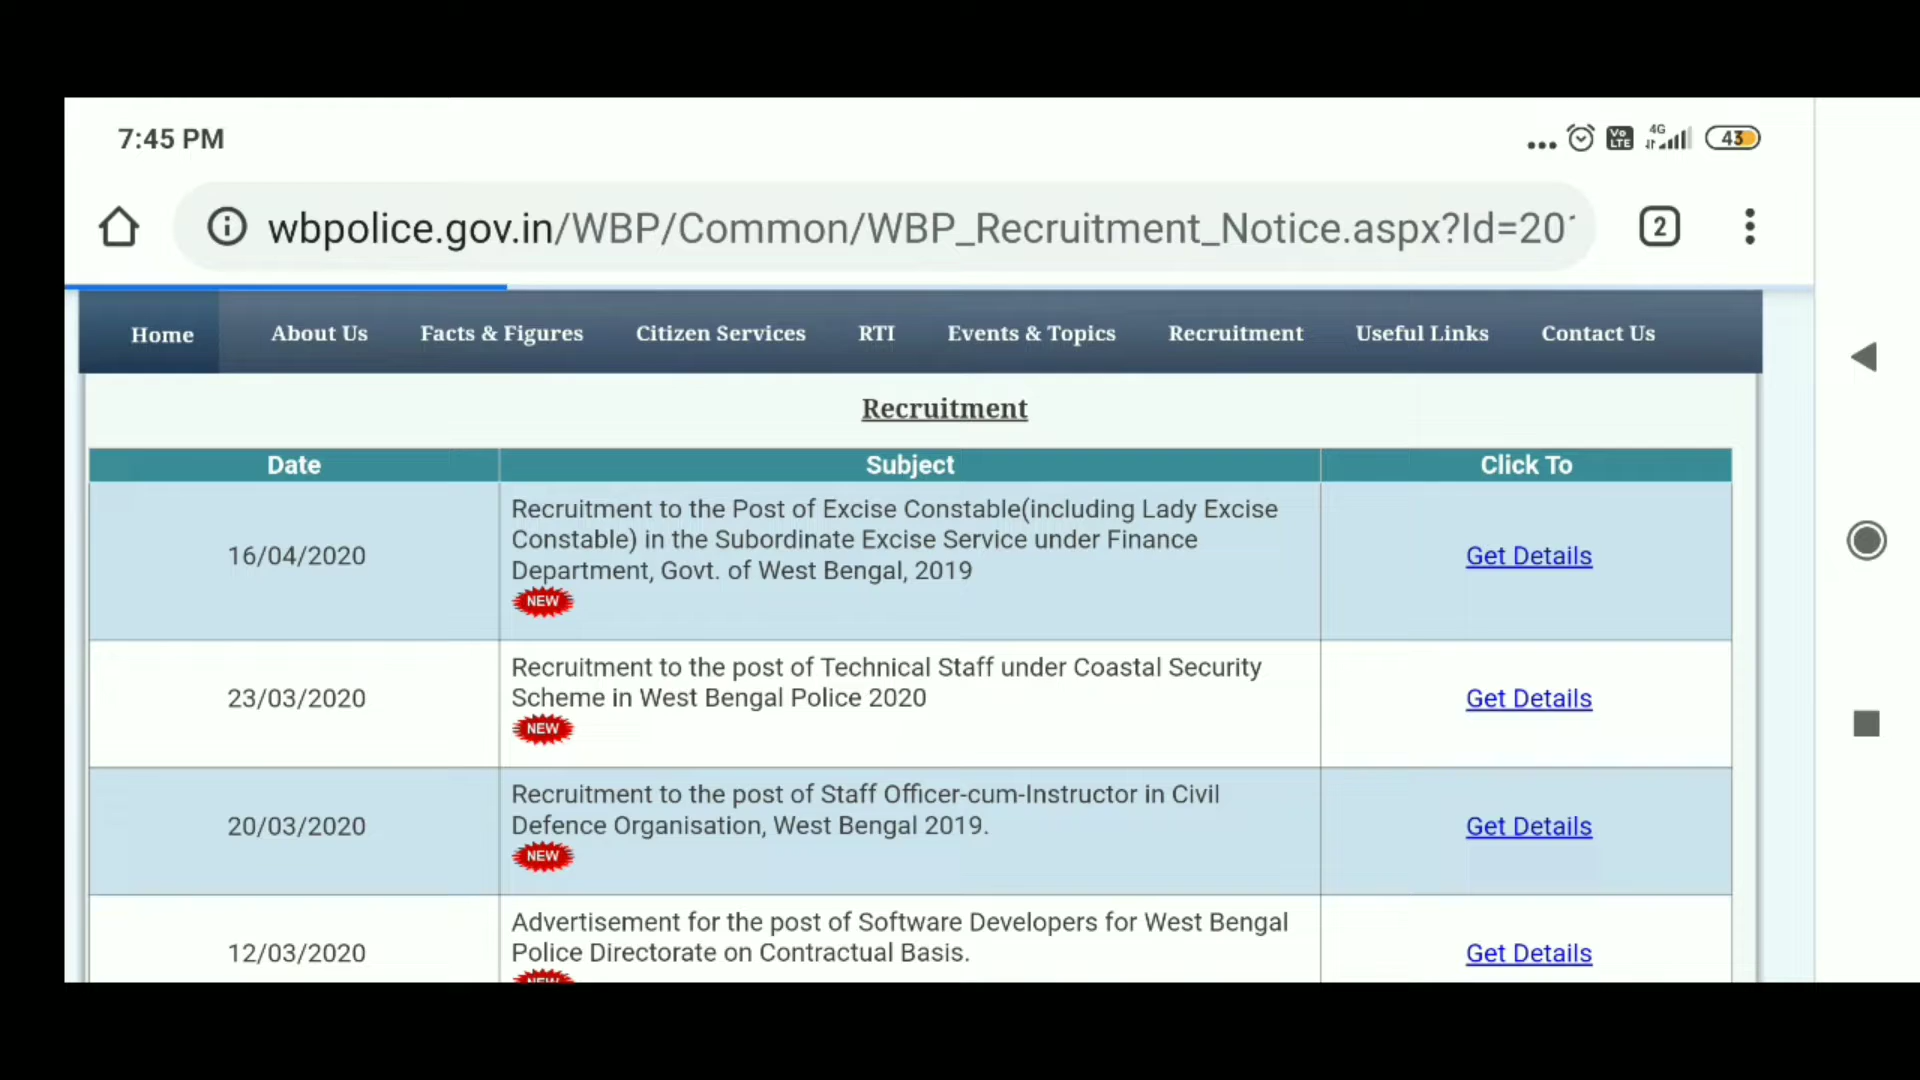 7:45 PM
Vo LTE 4G 43
wbpolice.gov.in/WBP/Common/WBP_Recruitment_Notice.aspx?Id=20
2
Home About Us Facts & Figures Citizen Services RTI Events & Topics Recruitment Useful Links Contact Us
Recruitment
Date Subject Click To
Recruitment to the Post of Excise Constable(including Lady Excise
Constable) in the Subordinate Excise Service under Finance
16/04/2020 Get Details
Department, Govt. of West Bengal, 2019
NEW
Recruitment to the post of Technical Staff under Coastal Security
23/03/2020 Scheme in West Bengal Police 2020 Get Details
NEW
Recruitment to the post of Staff Officer-cum-Instructor in Civil
20/03/2020 Defence Organisation, West Bengal 2019. Get Details
NEW
Advertisement for the post of Software Developers for West Bengal
12/03/2020 Police Directorate on Contractual Basis. Get Details
NEW